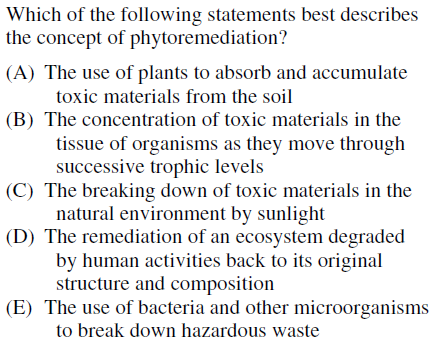 Which of the following statements best describes
the concept of phytoremediation?
(A) The use of plants to absorb and accumulate
toxic materials from the soil
(B) The concentration of toxic materials in the
tissue of organisms as they move through
successive trophic levels
(C) The breaking down of toxic materials in the
natural environment by sunlight
(D) The remediation of an ecosystem degraded
by human activities back to its original
structure and composition
(E) The use of bacteria and other microorganisms
to break down hazardous waste